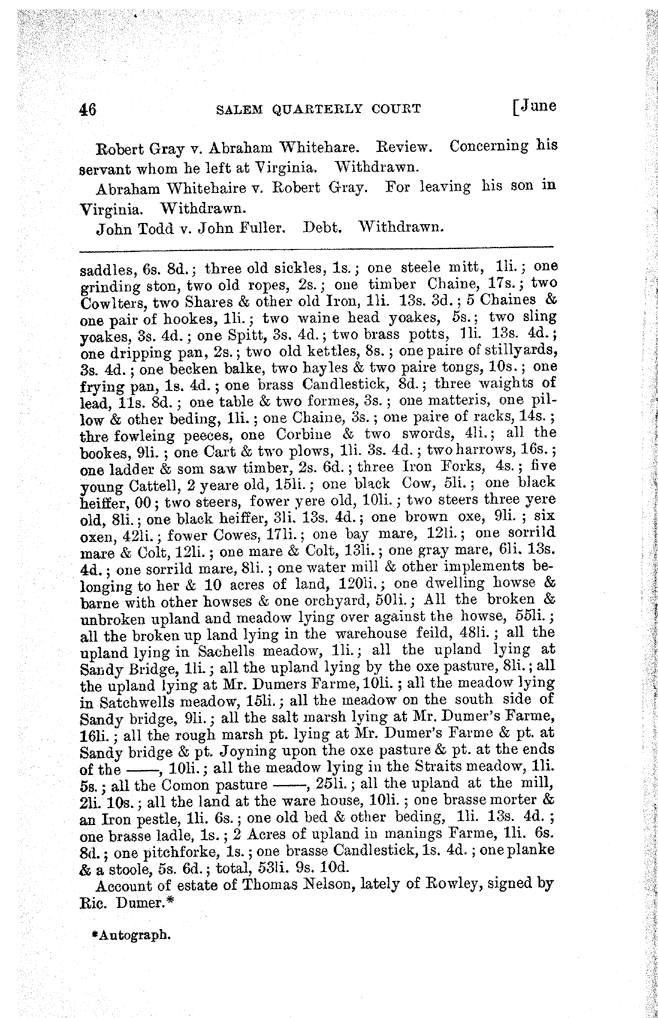 46 SALEM QUARTERLY COURT [June
Robert Gray v. Abraham Whitehare. Review. Concerning his
servant whom he left at Virginia. Withdrawn.
Abraham Whitehaire v. Robert Gray. For leaving his son in
Virginia. Withdrawn.
John Todd v. John Fuller. Debt. Withdrawn.
saddles, 6s. 8d.; three old sickles, 1s.; one steele mitt, 1li.; one
grinding ston, two old ropes, 2s.; one timber Chaine, 17s.; two
Cowlters, two Shares & other old Iron, 1li. 13s. 3d.; 5 Chaines &
one pair of hookes, 1li.; two waine head yoakes, 5s.; two sling
yoakes, 3s. 4d.; one Spitt, 3s. 4d.; two brass potts, 1li. 13s. 4d.;
one dripping pan, 2s.; two old kettles, 8s.; one paire of stillyards,
3s. 4d.; one becken balke, two hayles & two paire tongs, 10s.; one
frying pan, 1s. 4d.; one brass Candlestick, 8d.; three waights of
lead, 11s. 8d.; one table & two formes, 3s.; one matteris, one pil-
low & other beding, 1li.; one Chaine, 3s.; one paire of racks, 14s.;
thre fowleing peeces, one Corbine & two swords, 4li.; all the
bookes, 9li.; one Cart & two plows, 1li. 3s. 4d.; two harrows, 16s.;
one ladder & som saw timber, 2s. 6d.; three Iron Forks, 4s.; five
young Cattell, 2 yeare old, 15li.; one black Cow, 5li.; one black
heiffer, 00; two steers, fower yere old, 10li.; two steers three yere
old, 8li.; one black heiffer, 3li. 13s. 4d.; one brown oxe, 9li.; six
oxen, 42li.; fower Cowes, 17li.; one bay mare, 12li.; one sorrild
mare & Colt, 12li.; one mare & Colt, 13li.; one gray mare, 6li. 13s.
4d.; one sorrild mare, 8li.; one water mill & other implements be-
longing to her & 10 acres of land, 120li.; one dwelling howse &
barne with other howses & one orchyard, 50li.; All the broken &
unbroken upland and meadow lying over against the howse, 55li.;
all the broken up land lying in the warehouse feild, 48li.; all the
upland lying in Sachells meadow, 1li.; all the upland lying at
Sandy Bridge, 1li.; all the upland lying by the oxe pasture, 8li.; all
the upland lying at Mr. Dumers Farme, 10li.; all the meadow lying
in Satchwells meadow, 15li.; all the meadow on the south side of
Sandy bridge, 9li.; all the salt marsh lying at Mr. Dumer's Farme,
16li.; all the rough marsh pt. lying at Mr. Dumer's Farme & pt. at
Sandy bridge & pt. Joyning upon the oxe pasture & pt. at the ends
of the ——, 10li.; all the meadow lying in the Straits meadow, 1li.
5s.; all the Comon pasture ——, 25li.; all the upland at the mill,
2li. 10s.; all the land at the ware house, 10li.; one brasse morter &
an Iron pestle, 1li. 6s.; one old bed & other beding, 1li. 13s. 4d.;
one brasse ladle, 1s.; 2 Acres of upland in manings Farme, 1li. 6s.
8d.; one pitchforke, 1s.; one brasse Candlestick, 1s. 4d.; one planke
& a stoole, 5s. 6d.; total, 53li. 9s. 10d.
Account of estate of Thomas Nelson, lately of Rowley, signed by
Ric. Dumer.*
*Autograph.